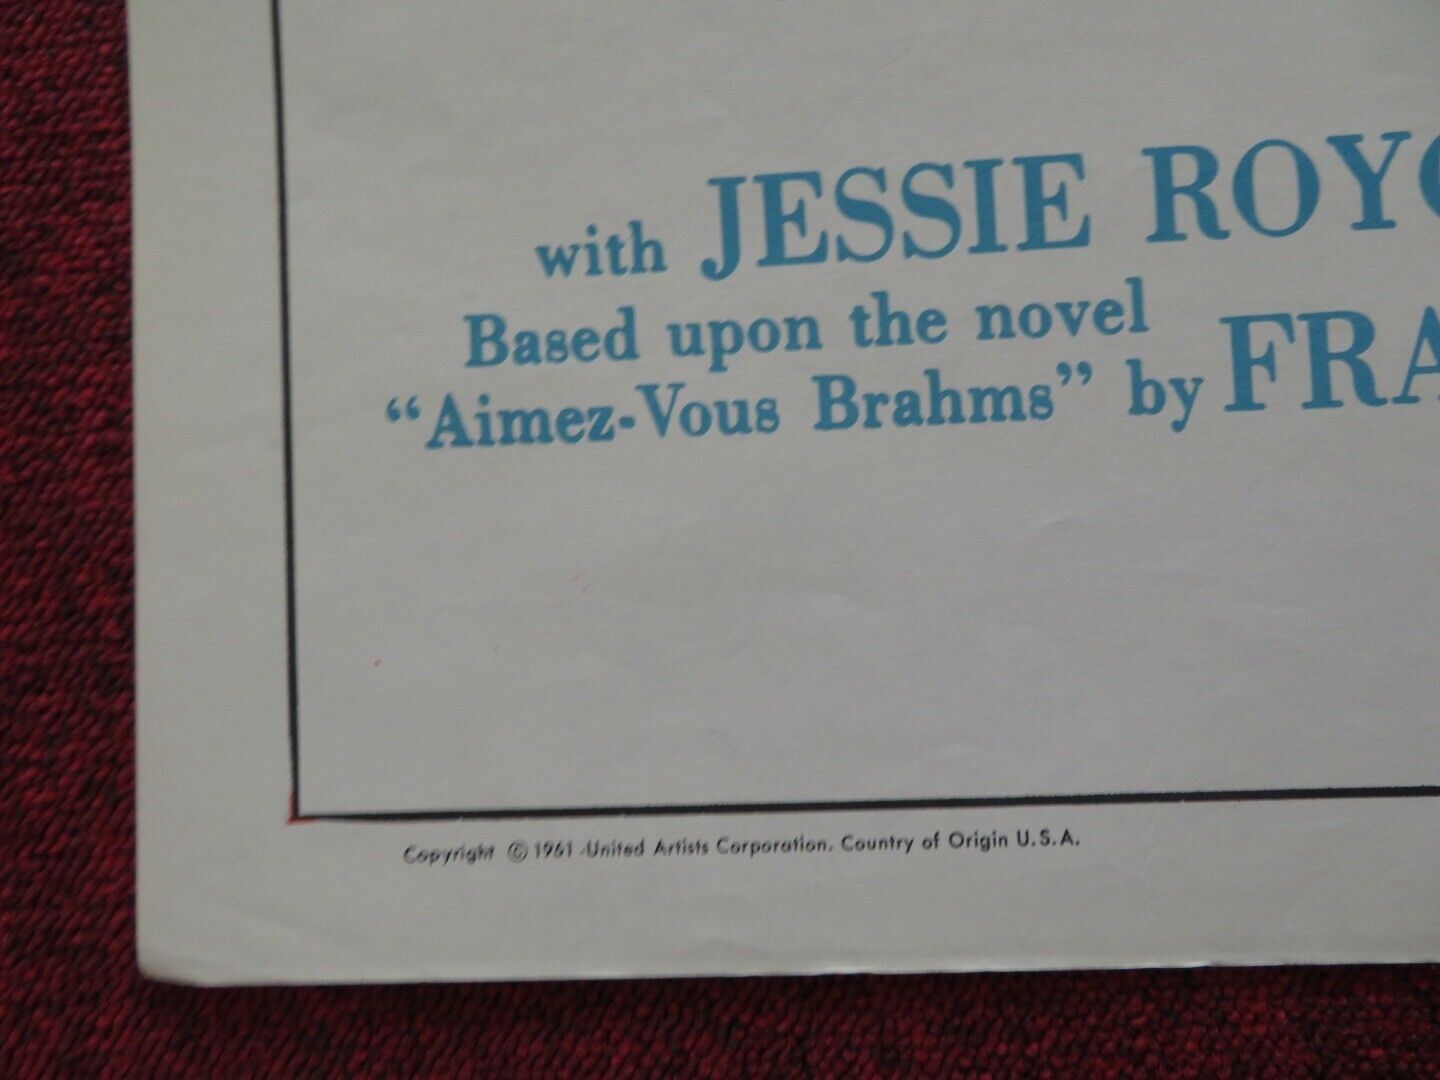 with JESSIE ROYC
Based upon the novel
“Aimez-Vous Brahms” by FRA
Copyright © 1961 United Artists Corporation. Country of Origin U.S.A.